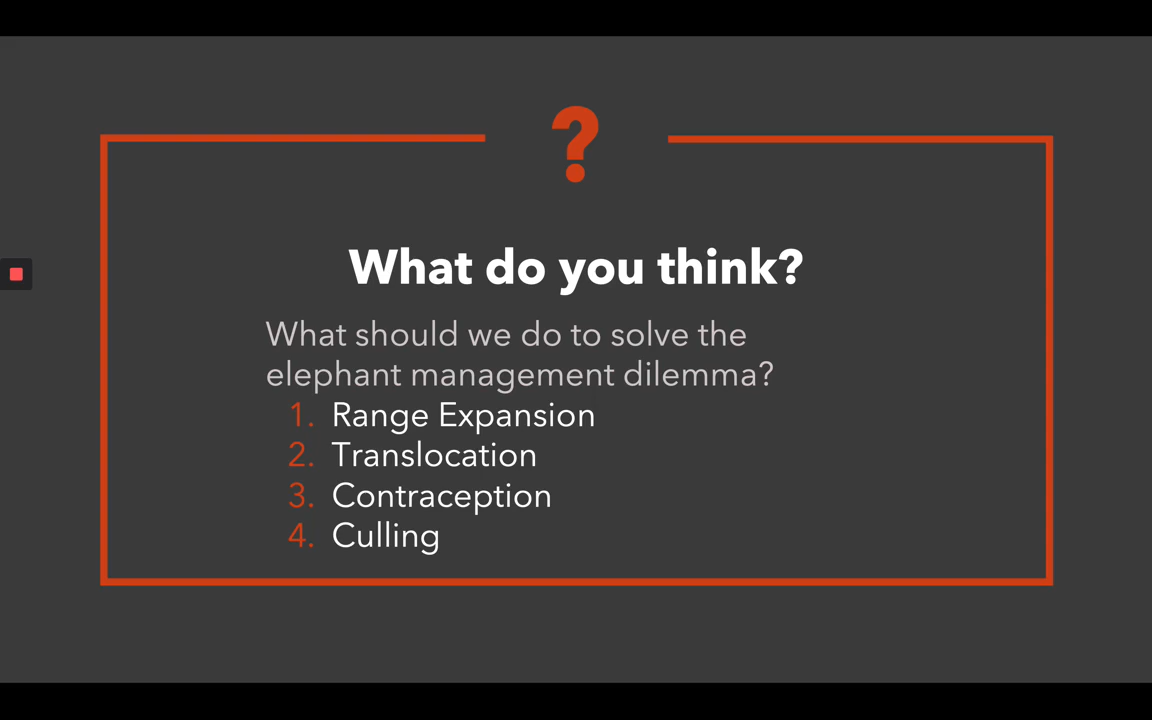 ?
What do you think?
What should we do to solve the
elephant management dilemma?
1. Range Expansion
2. Translocation
3. Contraception
4. Culling